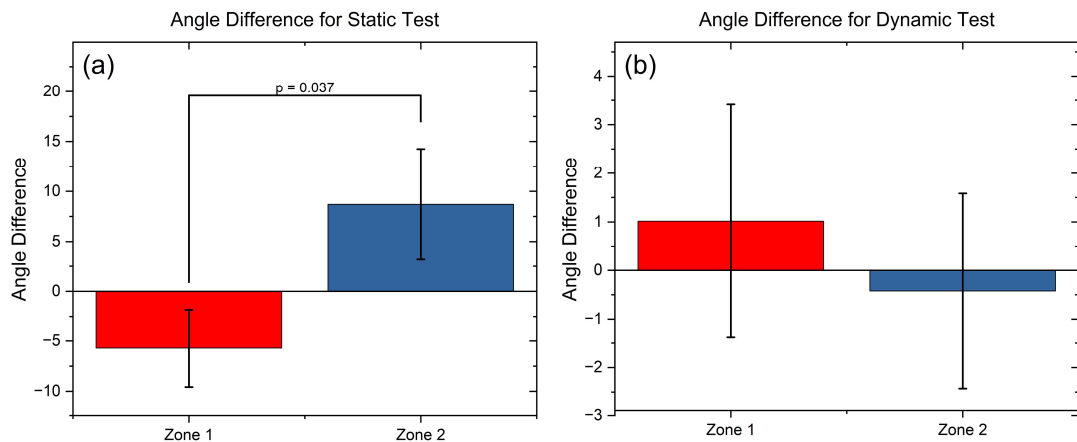 Angle Difference for Static Test
(a)
p = 0.037
Angle Difference
20
15
10
5
0
−5
−10
Zone 1
Zone 2
Angle Difference for Dynamic Test
(b)
Angle Difference
4
3
2
1
0
−1
−2
−3
Zone 1
Zone 2